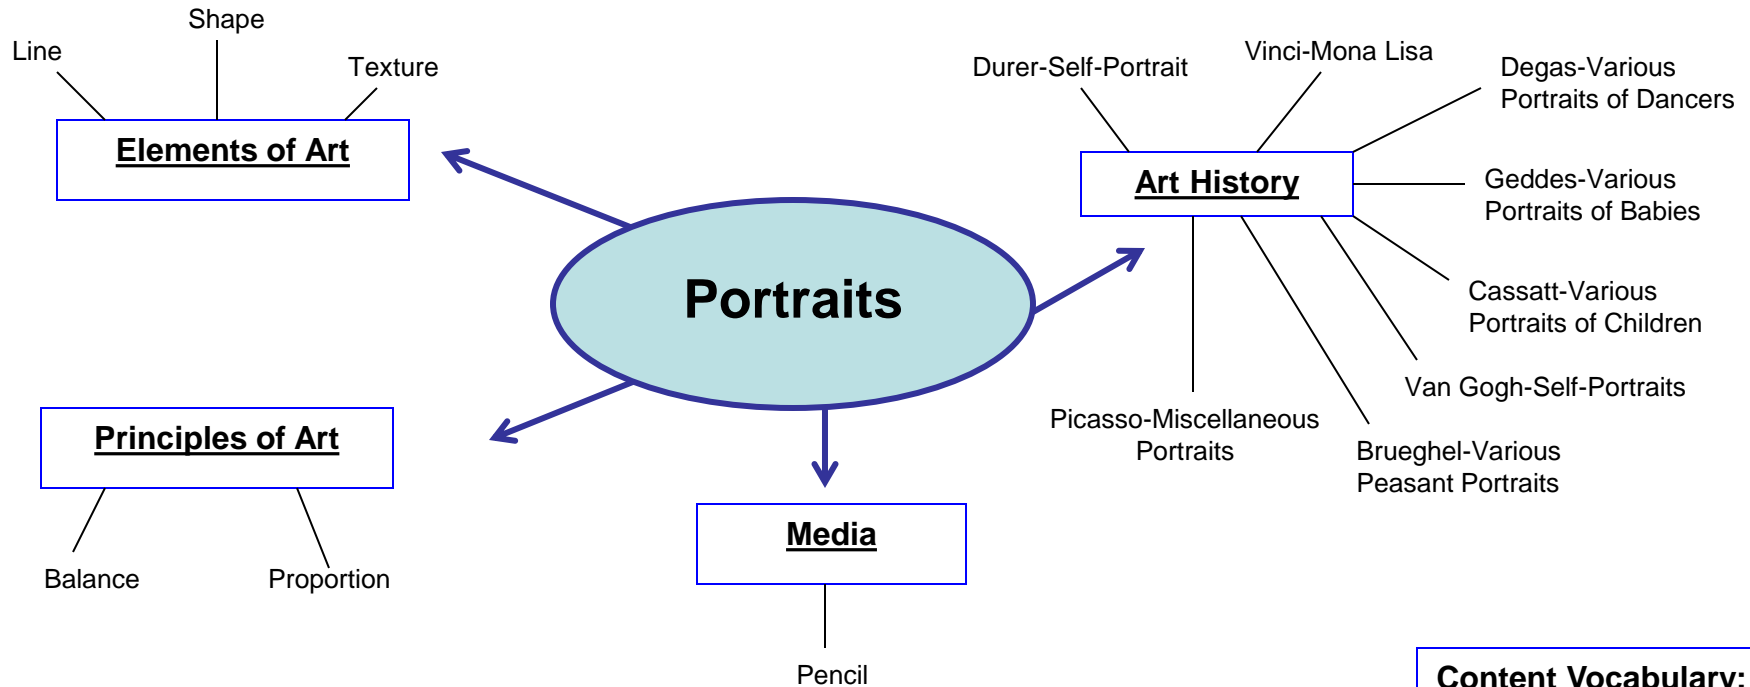 Shape
Line
Texture
Elements of Art
Durer-Self-Portrait
Vinci-Mona Lisa
Degas-Various
Portraits of Dancers
Art History
Geddes-Various
Portraits of Babies
Cassatt-Various
Portraits of Children
Van Gogh-Self-Portraits
Brueghel-Various
Peasant Portraits
Picasso-Miscellaneous
Portraits
Portraits
Principles of Art
Balance
Proportion
Media
Pencil
Content Vocabulary: